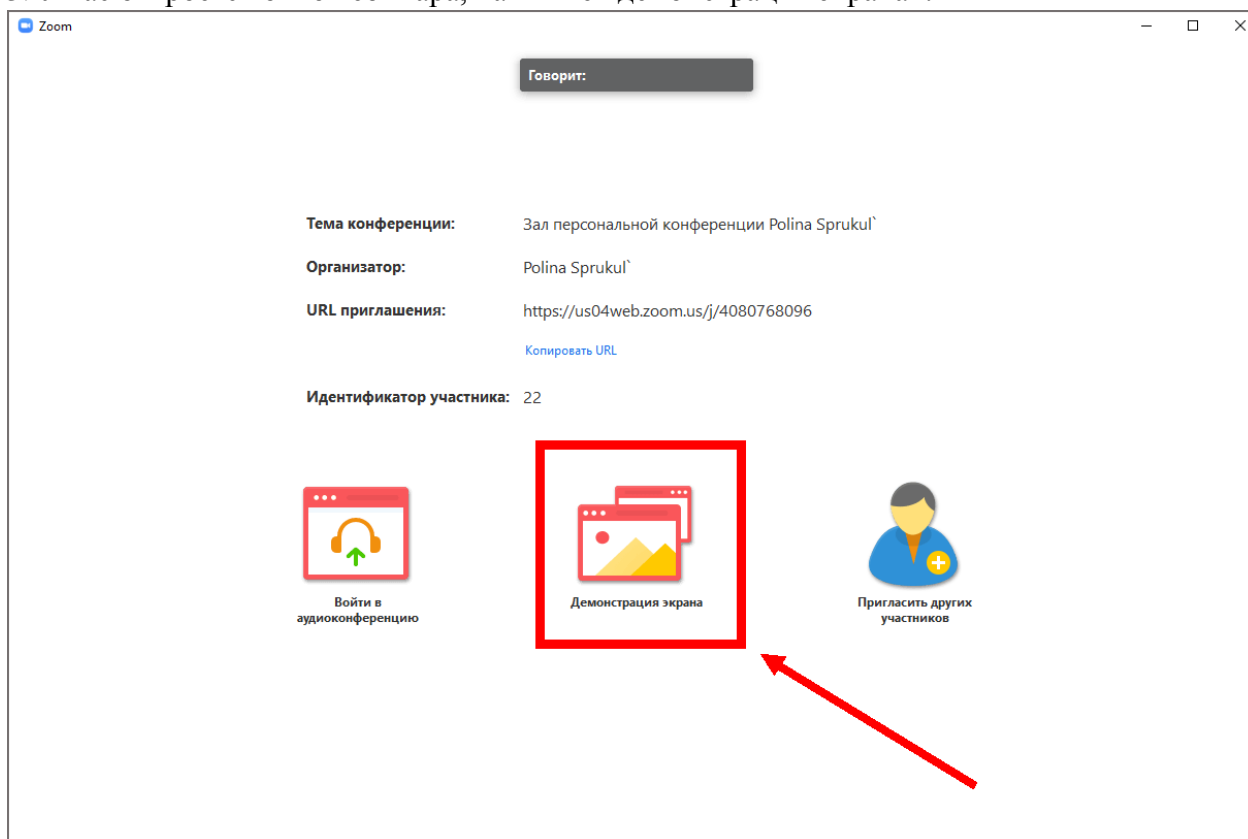 Zoom
Говорит:
Тема конференции: Зал персональной конференции Polina Sprukul`
Организатор: Polina Sprukul`
URL приглашения: https://us04web.zoom.us/j/4080768096
Копировать URL
Идентификатор участника: 22
Войти в аудиоконференцию
Демонстрация экрана
Пригласить других участников